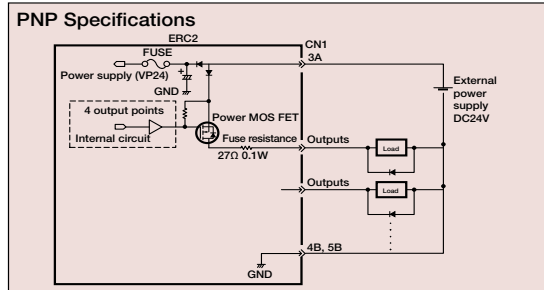 PNP Specifications
ERC2
CN1
FUSE
3A
Power supply (VP24)
+
GND
External
power
supply
DC24V
4 output points
Power MOS FET
Internal circuit
Fuse resistance
Outputs
Load
27Ω 0.1W
Outputs
Load
4B, 5B
GND